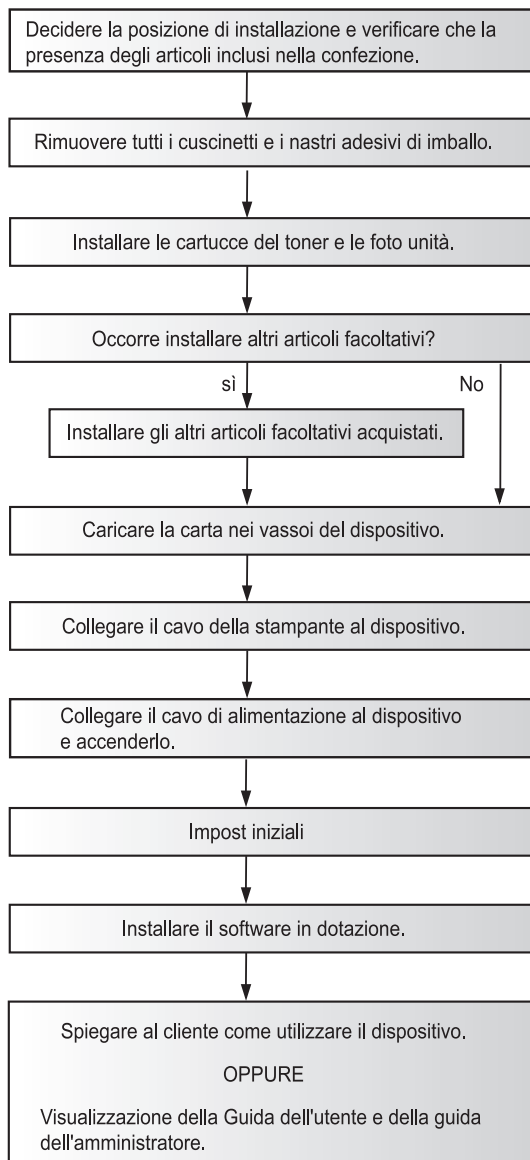 Decidere la posizione di installazione e verificare che la
presenza degli articoli inclusi nella confezione.
Rimuovere tutti i cuscinetti e i nastri adesivi di imballo.
Installare le cartucce del toner e le foto unità.
Occorre installare altri articoli facoltativi?
sì
No
Installare gli altri articoli facoltativi acquistati.
Caricare la carta nei vassoi del dispositivo.
Collegare il cavo della stampante al dispositivo.
Collegare il cavo di alimentazione al dispositivo
e accenderlo.
Impost iniziali
Installare il software in dotazione.
Spiegare al cliente come utilizzare il dispositivo.
OPPURE
Visualizzazione della Guida dell'utente e della guida
dell'amministratore.